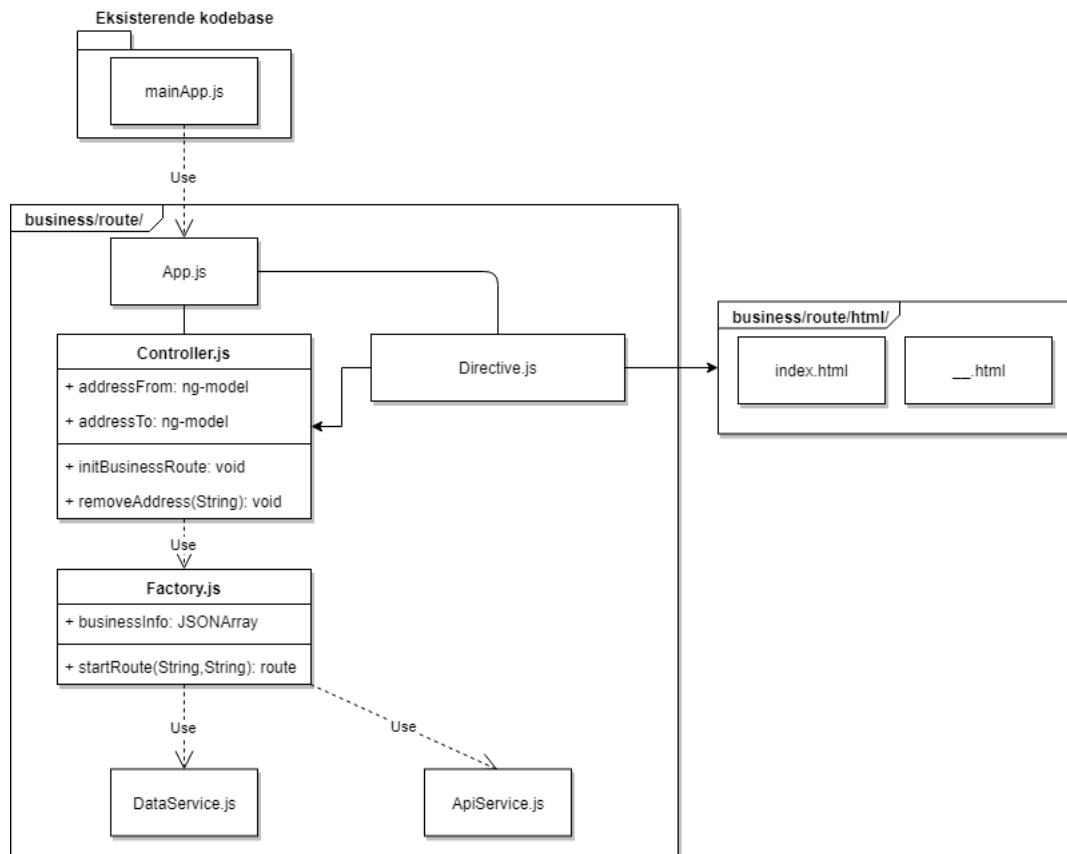 Eksisterende kodebase
mainApp.js
Use
business/route/
App.js
Controller.js
+ addressFrom: ng-model
+ addressTo: ng-model
+ initBusinessRoute: void
+ removeAddress(String): void
Directive.js
business/route/html/
index.html
__.html
Use
Factory.js
+ businessInfo: JSONArray
+ startRoute(String,String): route
Use
Use
DataService.js
ApiService.js